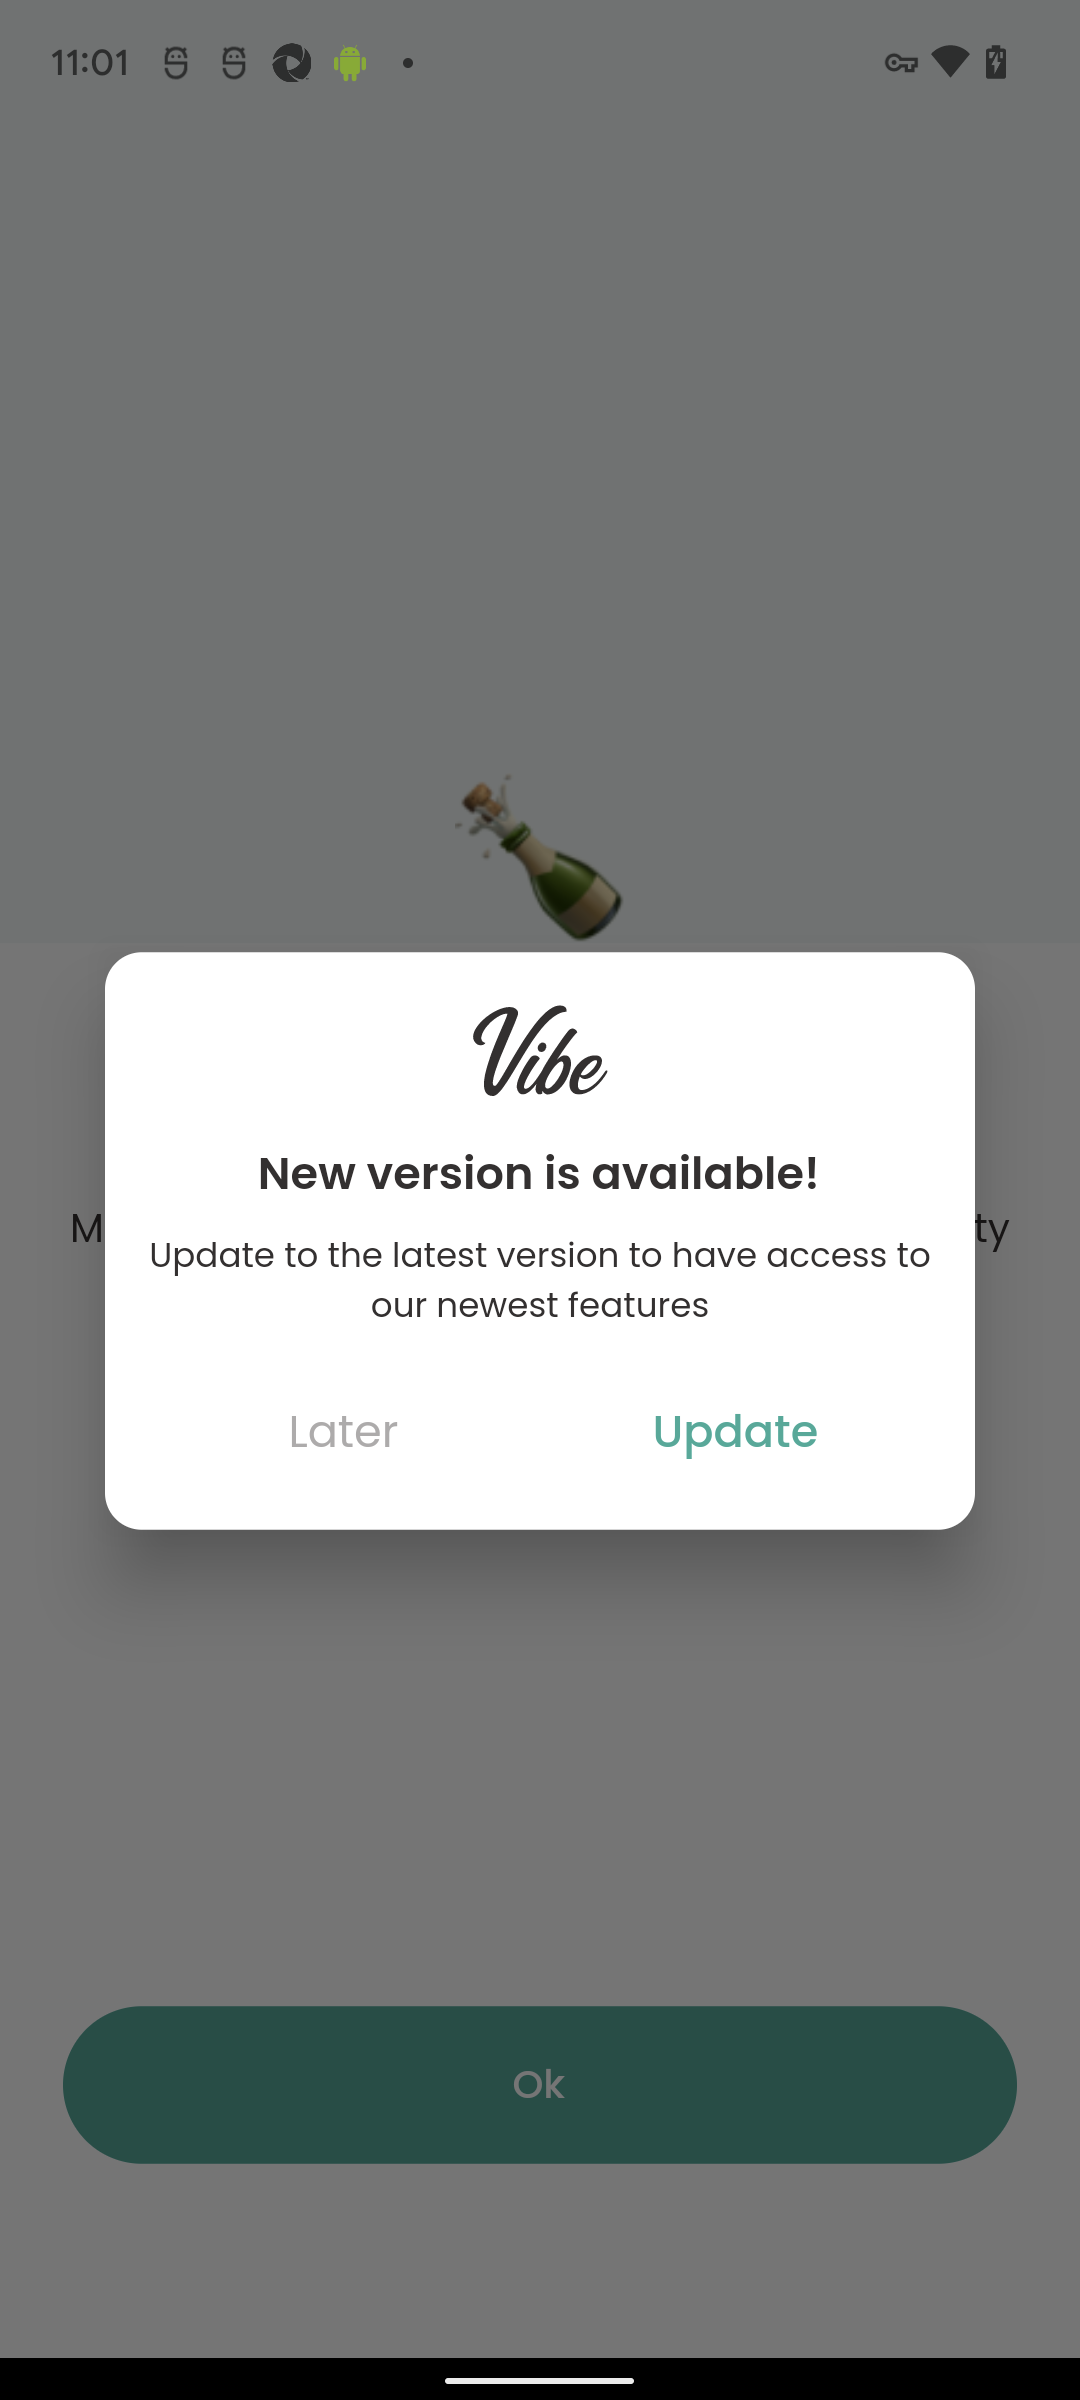 11:01
Vibe
New version is available!
Update to the latest version to have access to
our newest features
Later
Update
Ok